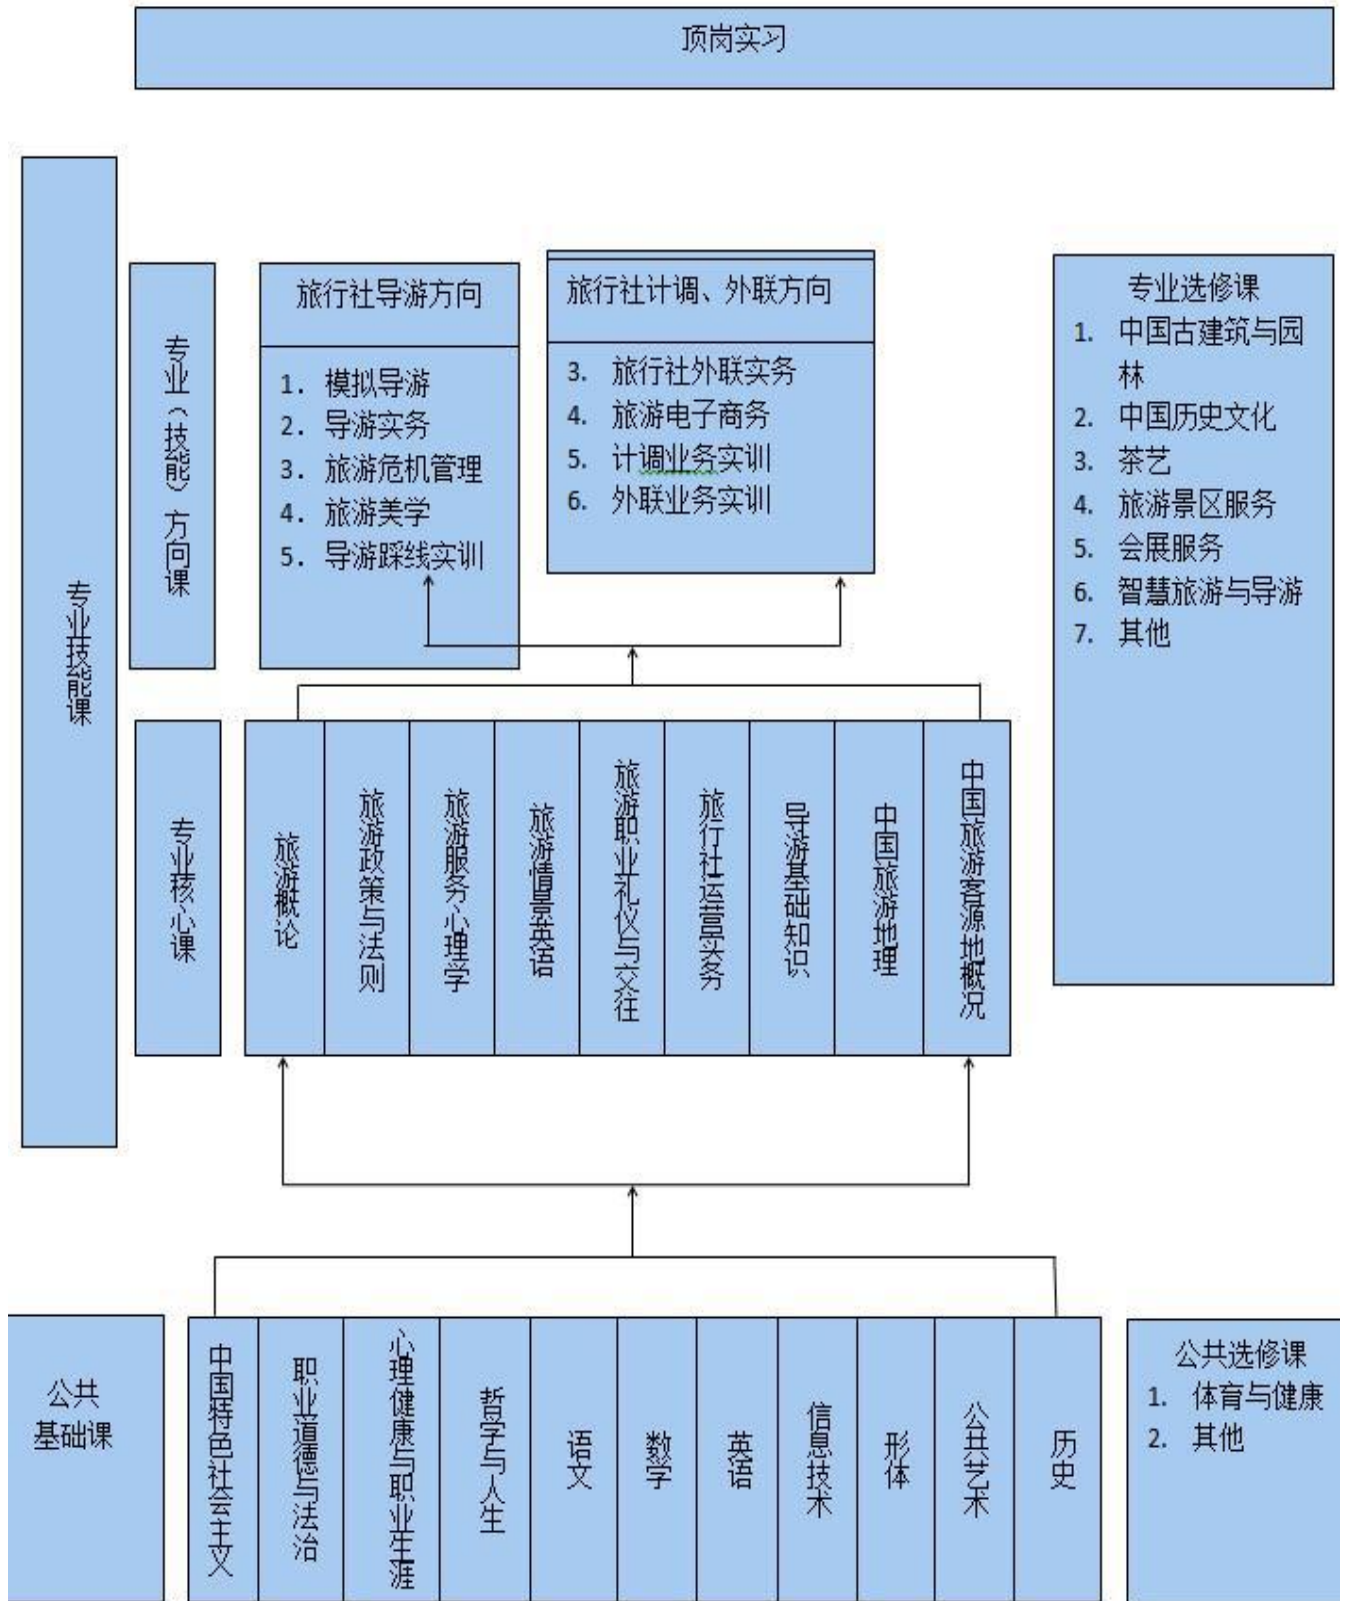 顶岗实习
专业技能课
专业（技能）方向课
旅行社导游方向
1. 模拟导游
2. 导游实务
3. 旅游危机管理
4. 旅游美学
5. 导游踩线实训
旅行社计调、外联方向
3. 旅行社外联实务
4. 旅游电子商务
5. 计调业务实训
6. 外联业务实训
专业选修课
1. 中国古建筑与园
林
2. 中国历史文化
3. 茶艺
4. 旅游景区服务
5. 会展服务
6. 智慧旅游与导游
7. 其他
专业核心课
旅游概论
旅游政策与法则
旅游服务心理学
旅游情景英语
旅游职业礼仪与交往
旅行社运营实务
导游基础知识
中国旅游地理
中国旅游客源地概况
公共
基础课
中国特色社会主义
职业道德与法治
心理健康与职业生涯
哲学与人生
语文
数学
英语
信息技术
形体
公共艺术
历史
公共选修课
1. 体育与健康
2. 其他